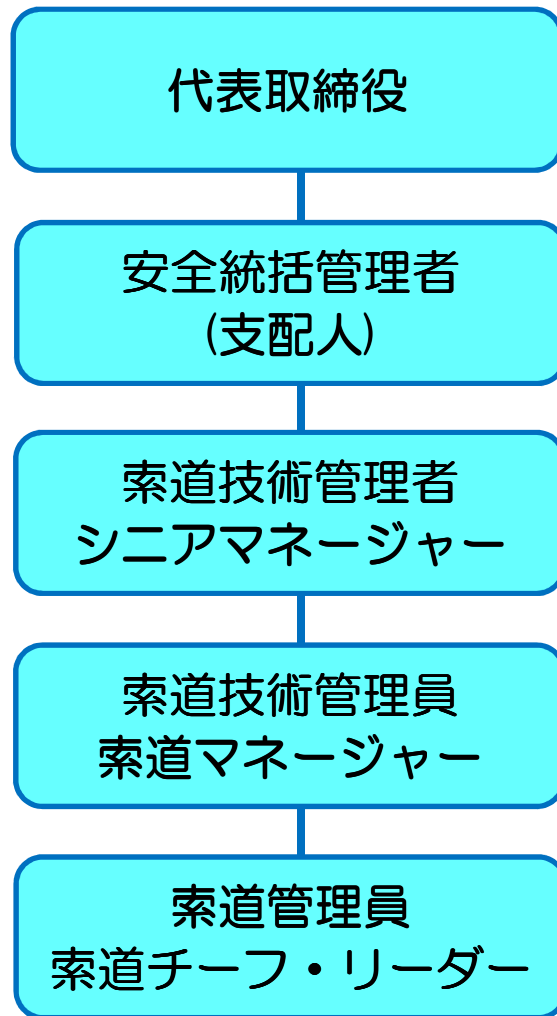 代表取締役
安全統括管理者
(支配人)
索道技術管理者
シニアマネージャー
索道技術管理員
索道マネージャー
索道管理員
索道チーフ・リーダー